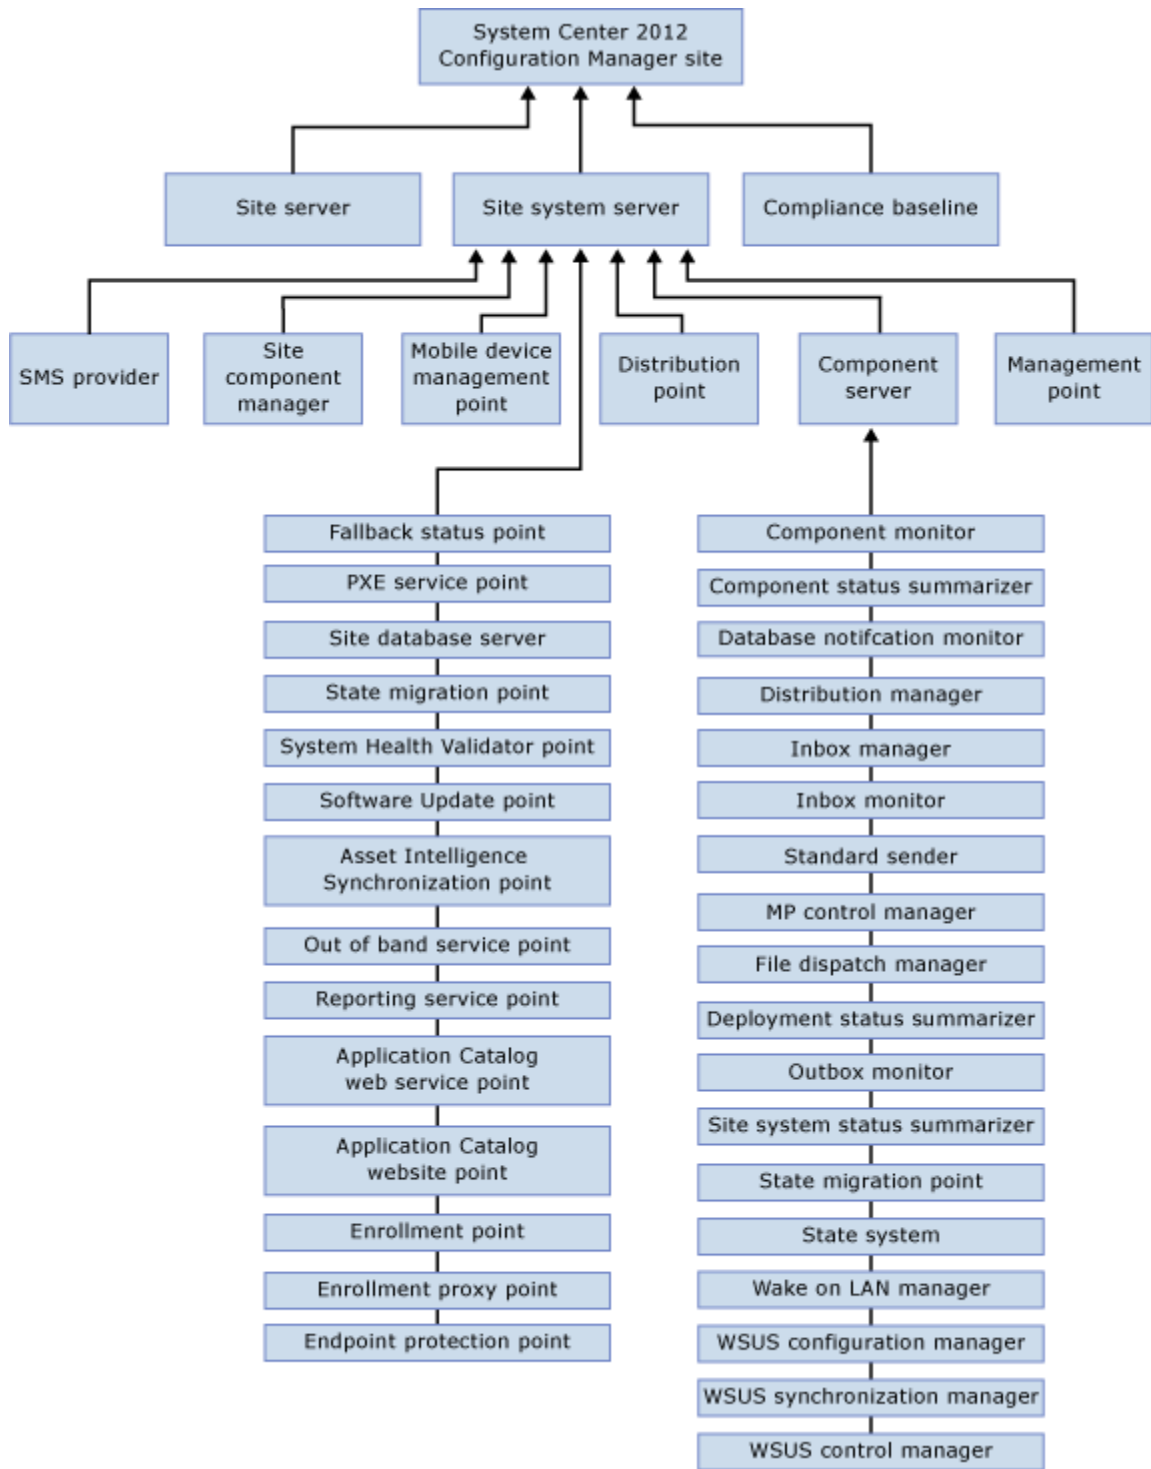 System Center 2012
Configuration Manager site
Site server
Site system server
Compliance baseline
SMS provider
Site
component
manager
Mobile device
management
point
Distribution
point
Component
server
Management
point
Fallback status point
PXE service point
Site database server
State migration point
System Health Validator point
Software Update point
Asset Intelligence
Synchronization point
Out of band service point
Reporting service point
Application Catalog
web service point
Application Catalog
website point
Enrollment point
Enrollment proxy point
Endpoint protection point
Component monitor
Component status summarizer
Database notifcation monitor
Distribution manager
Inbox manager
Inbox monitor
Standard sender
MP control manager
File dispatch manager
Deployment status summarizer
Outbox monitor
Site system status summarizer
State migration point
State system
Wake on LAN manager
WSUS configuration manager
WSUS synchronization manager
WSUS control manager